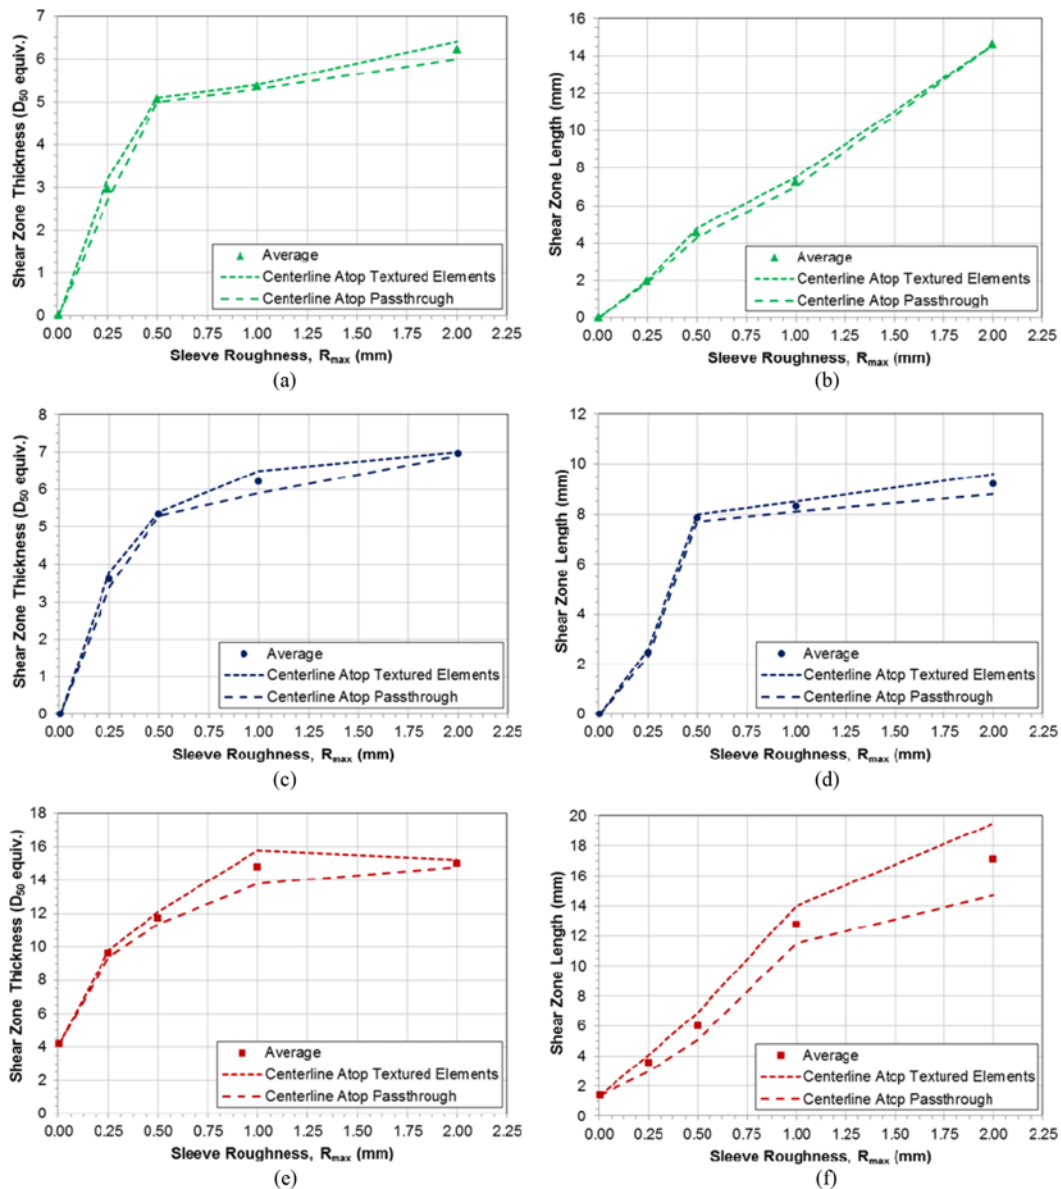 Shear Zone Thickness (D50 equiv.)
7
6
5
4
3
2
1
0
Average
Centerline Atop Textured Elements
Centerline Atop Passthrough
0.00 0.25 0.50 0.75 1.00 1.25 1.50 1.75 2.00 2.25
Sleeve Roughness, Rmax (mm)
(a)
Shear Zone Length (mm)
16
14
12
10
8
6
4
2
0
Average
Centerline Atop Textured Elements
Centerline Atop Passthrough
0.00 0.25 0.50 0.75 1.00 1.25 1.50 1.75 2.00 2.25
Sleeve Roughness, Rmax (mm)
(b)
Shear Zone Thickness (D50 equiv.)
8
7
6
5
4
3
2
1
0
Average
Centerline Atop Textured Elements
Centerline Atop Passthrough
0.00 0.25 0.50 0.75 1.00 1.25 1.50 1.75 2.00 2.25
Sleeve Roughness, Rmax (mm)
(c)
Shear Zone Length (mm)
12
10
8
6
4
2
0
Average
Centerline Atop Textured Elements
Centerline Atop Passthrough
0.00 0.25 0.50 0.75 1.00 1.25 1.50 1.75 2.00 2.25
Sleeve Roughness, Rmax (mm)
(d)
Shear Zone Thickness (D50 equiv.)
18
16
14
12
10
8
6
4
2
0
Average
Centerline Atop Textured Elements
Centerline Atop Passthrough
0.00 0.25 0.50 0.75 1.00 1.25 1.50 1.75 2.00 2.25
Sleeve Roughness, Rmax (mm)
(e)
Shear Zone Length (mm)
20
18
16
14
12
10
8
6
4
2
0
Average
Centerline Atop Textured Elements
Centerline Atop Passthrough
0.00 0.25 0.50 0.75 1.00 1.25 1.50 1.75 2.00 2.25
Sleeve Roughness, Rmax (mm)
(f)